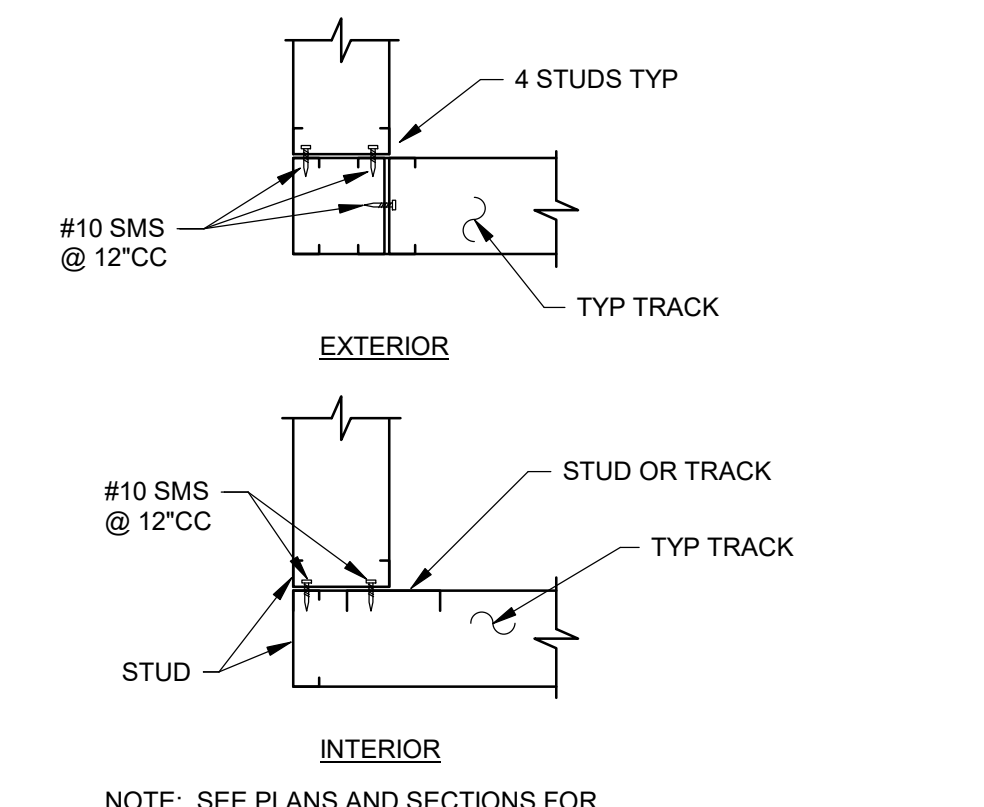 4 STUDS TYP
#10 SMS
@ 12"CC
TYP TRACK
EXTERIOR
STUD OR TRACK
#10 SMS
@ 12"CC
TYP TRACK
STUD
INTERIOR
NOTE: SEE PLANS AND SECTIONS FOR